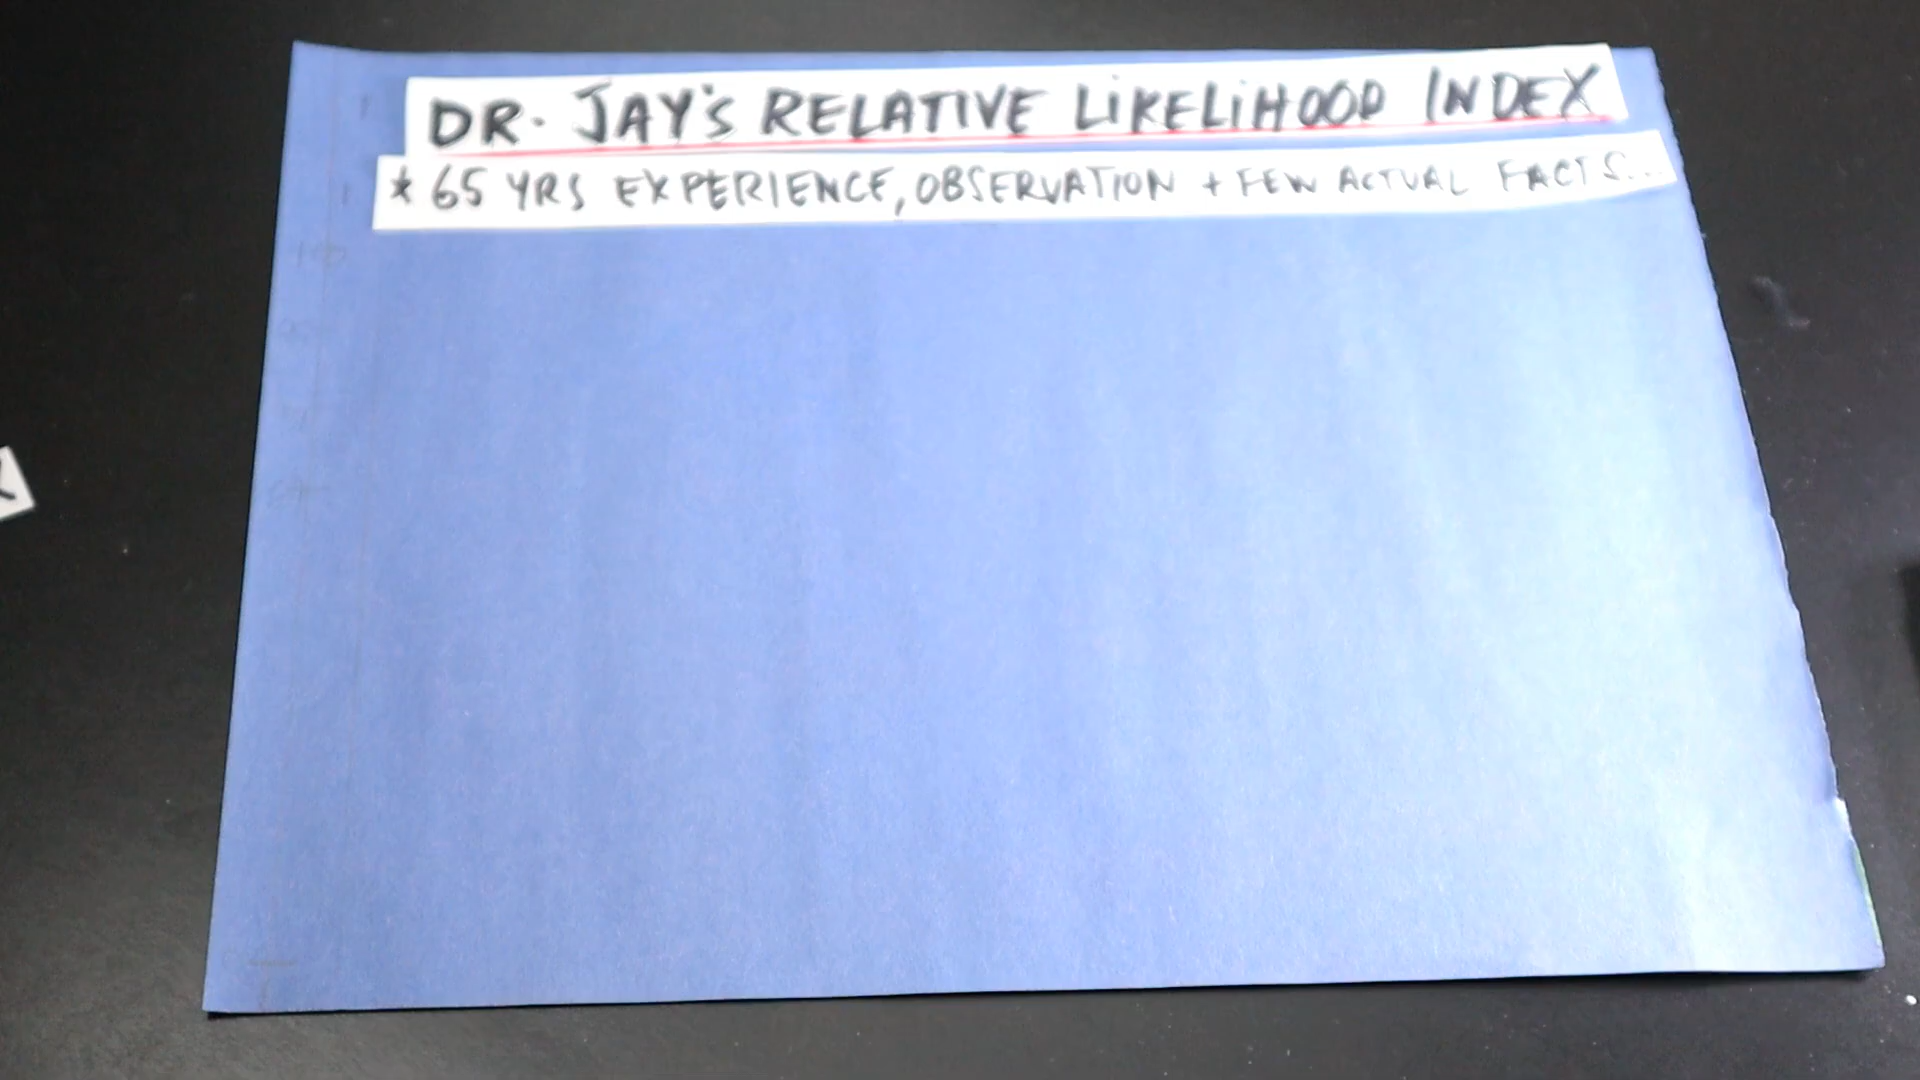 DR. JAY'S RELATIVE LiKELiHOOD INDEX
* 65 YRS EXPERIENCE, OBSERVATION + FEW ACTUAL FACTS...